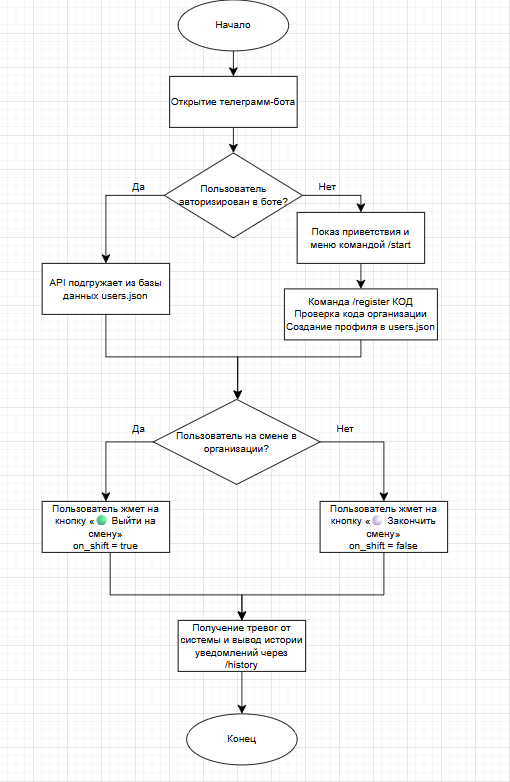 Начало
Открытие телеграмм-бота
Пользователь
авторизирован в боте?
Да
Нет
Показ приветствия и
меню командой /start
API подгружает из базы
данных users.json
Команда /register КОД
Проверка кода организации
Создание профиля в users.json
Пользователь на смене в
организации?
Да
Нет
Пользователь жмет на
кнопку «🟢 Выйти на
смену»
on_shift = true
Пользователь жмет на
кнопку «⚪ Закончить
смену»
on_shift = false
Получение тревог от
системы и вывод истории
уведомлений через
/history
Конец